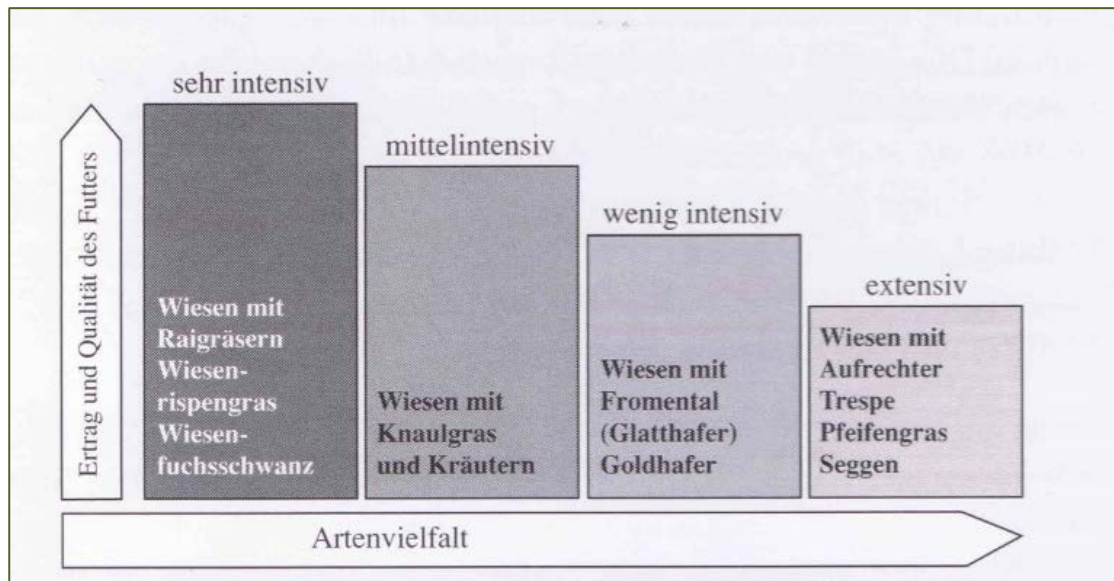 sehr intensiv
mittelintensiv
wenig intensiv
extensiv
Ertrag und Qualität des Futters
Wiesen mit
Raigräsern
Wiesen-
rispengras
Wiesen-
fuchsschwanz
Wiesen mit
Knaulgras
und Kräutern
Wiesen mit
Fromental
(Glatthafer)
Goldhafer
Wiesen mit
Aufrechter
Trespe
Pfeifengras
Seggen
Artenvielfalt